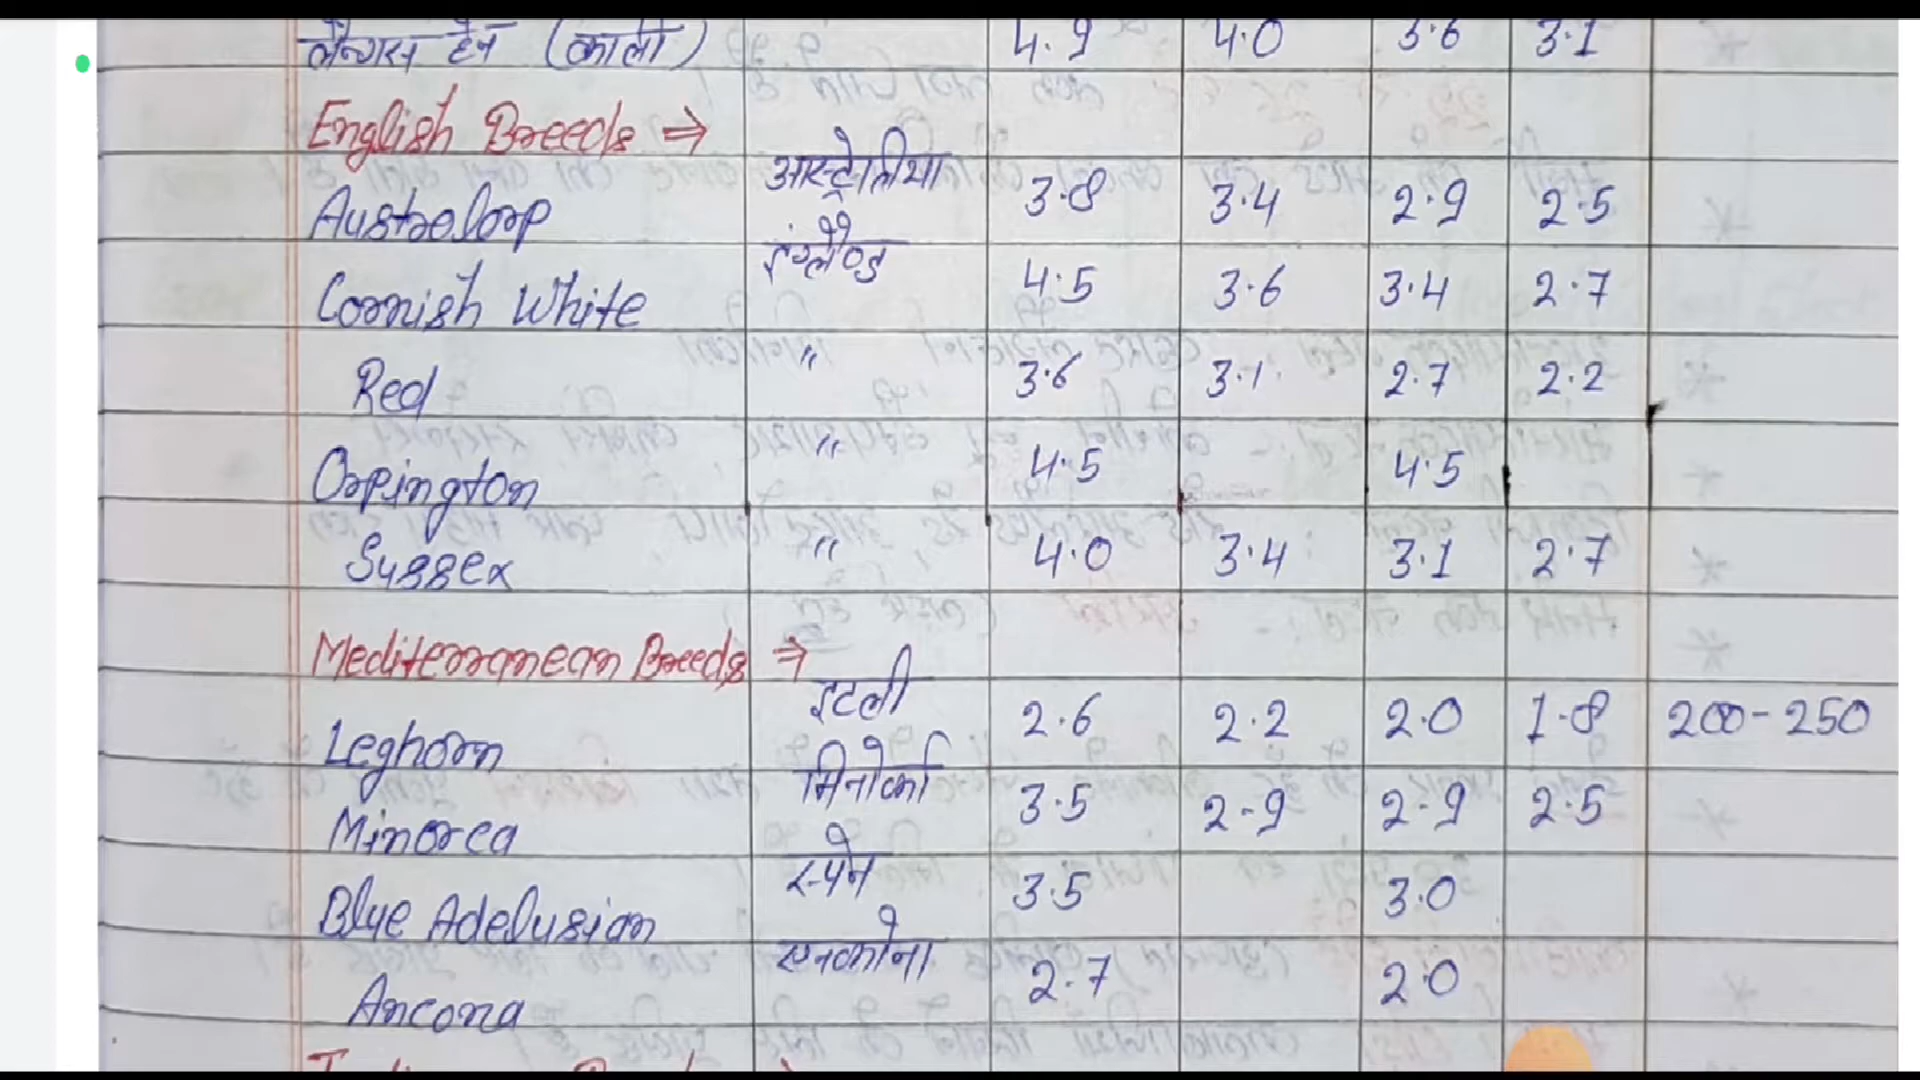 लैन्गस हेन (काली) 4.9 4.0 3.6 3.1
English Breeds ⇒
Austrolorp आस्ट्रेलिया 3.8 3.4 2.9 2.5
Cornish White इंग्लैण्ड 4.5 3.6 3.4 2.7
Red " 3.6 3.1 2.7 2.2
Orpington " 4.5 4.5
Sussex " 4.0 3.4 3.1 2.7
Mediterranean Breeds ⇒
Leghorn इटली 2.6 2.2 2.0 1.8 200-250
Minorca मिनोर्का 3.5 2-9 2.9 2.5
Blue Adelusian स्पेन 3.5 3.0
Ancona एनकोना 2.7 2.0